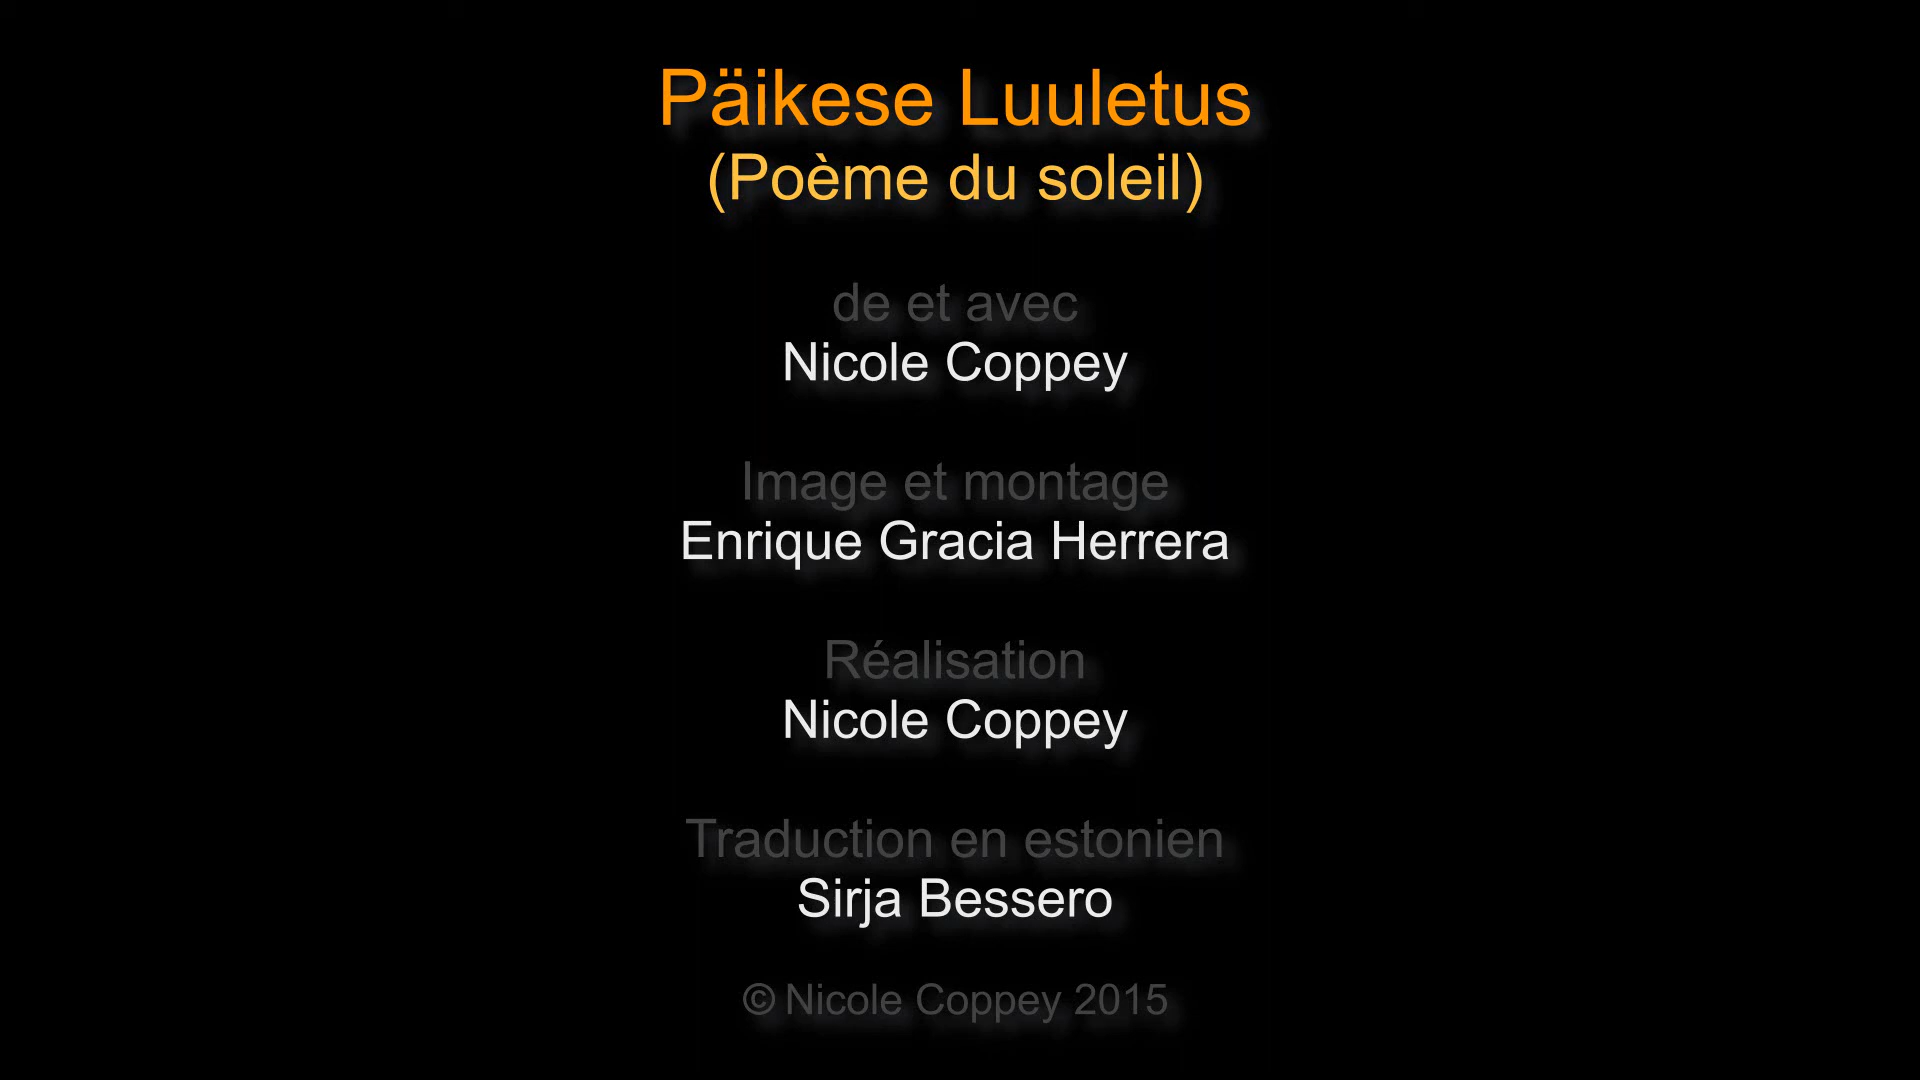 Päikese Luuletus
(Poème du soleil)
de et avec
Nicole Coppey
Image et montage
Enrique Gracia Herrera
Réalisation
Nicole Coppey
Traduction en estonien
Sirja Bessero
© Nicole Coppey 2015